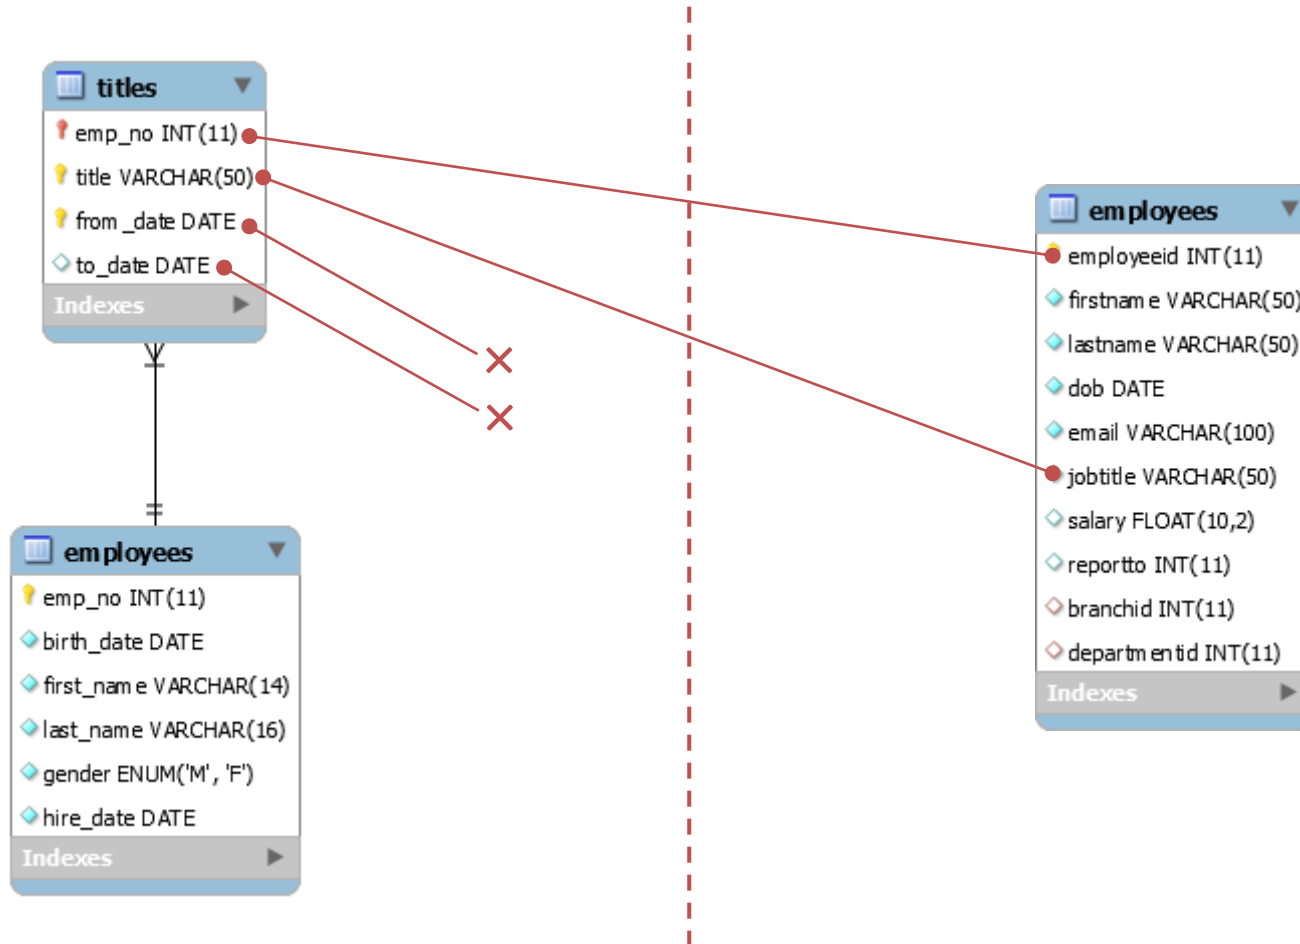 titles
emp_no INT(11)
title VARCHAR(50)
from_date DATE
to_date DATE
Indexes
employees
emp_no INT(11)
birth_date DATE
first_name VARCHAR(14)
last_name VARCHAR(16)
gender ENUM('M', 'F')
hire_date DATE
Indexes
employees
employeeid INT(11)
firstname VARCHAR(50)
lastname VARCHAR(50)
dob DATE
email VARCHAR(100)
jobtitle VARCHAR(50)
salary FLOAT(10,2)
reportto INT(11)
branchid INT(11)
departmentid INT(11)
Indexes